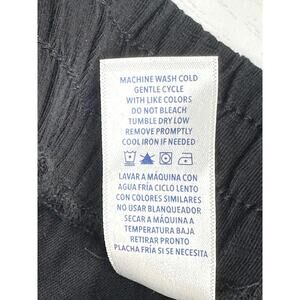 MACHINE WASH COLD
GENTLE CYCLE
WITH LIKE COLORS
DO NOT BLEACH
TUMBLE DRY LOW
REMOVE PROMPTLY
COOL IRON IF NEEDED
LAVAR A MÁQUINA CON
AGUA FRÍA CICLO LENTO
CON COLORES SIMILARES
NO USAR BLANQUEADOR
SECAR A MÁQUINA A
TEMPERATURA BAJA
RETIRAR PRONTO
PLACHA FRÍA SI SE NECESITA